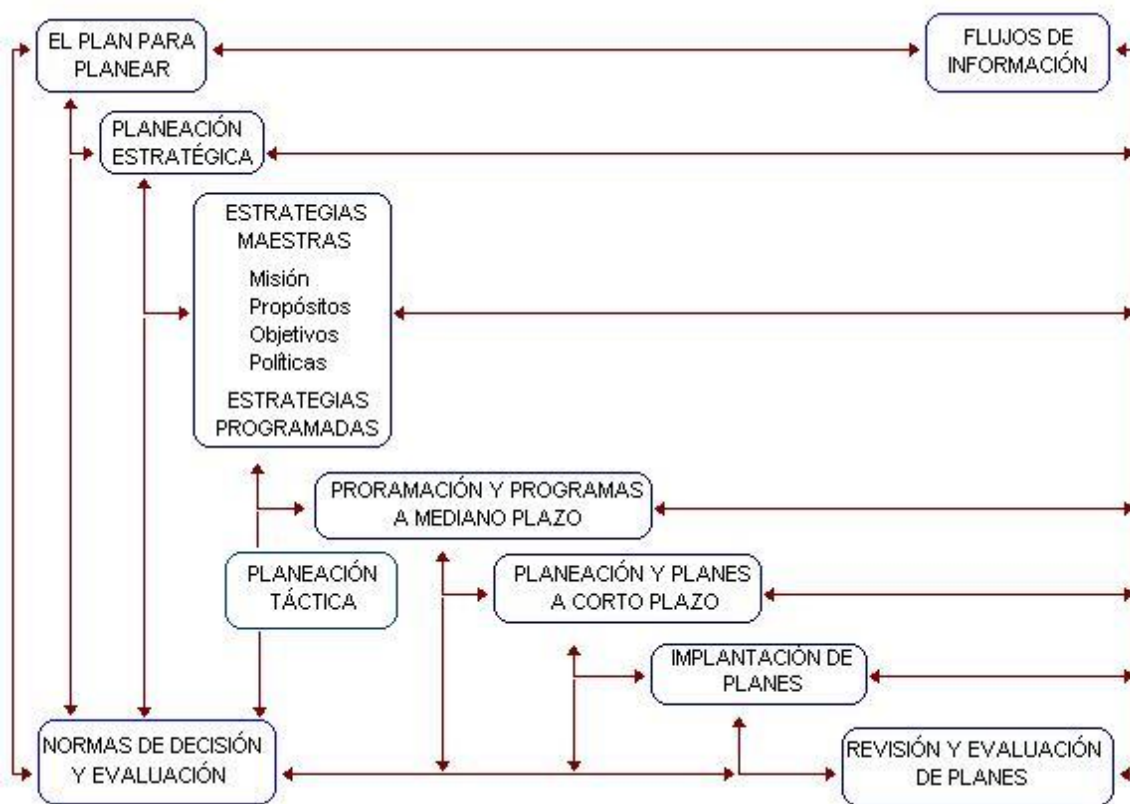 EL PLAN PARA
PLANEAR
FLUJOS DE
INFORMACIÓN
PLANEACIÓN
ESTRATÉGICA
ESTRATEGIAS
MAESTRAS
Misión
Propósitos
Objetivos
Políticas
ESTRATEGIAS
PROGRAMADAS
PRORAMACIÓN Y PROGRAMAS
A MEDIANO PLAZO
PLANEACIÓN
TÁCTICA
PLANEACIÓN Y PLANES
A CORTO PLAZO
IMPLANTACIÓN DE
PLANES
NORMAS DE DECISIÓN
Y EVALUACIÓN
REVISIÓN Y EVALUACIÓN
DE PLANES